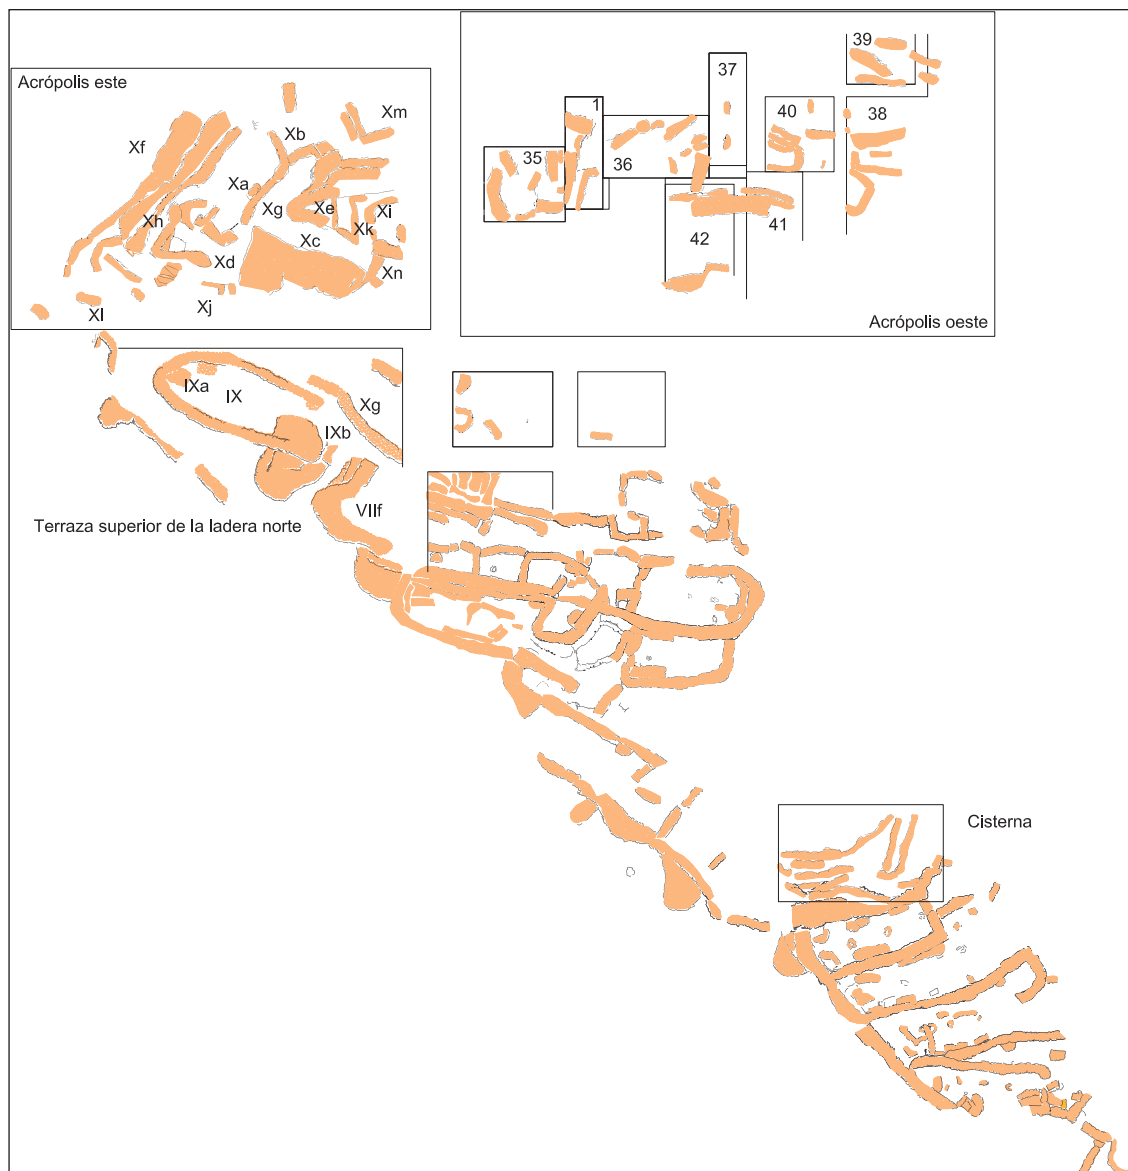 Acrópolis este
Xm
Xb
Xf
Xa
Xg
Xe
Xi
Xh
Xk
Xc
Xd
Xn
Xj
Xl
39
37
1
40
38
35
36
41
42
Acrópolis oeste
IXa
IX
Xg
IXb
VIIf
Terraza superior de la ladera norte
Cisterna